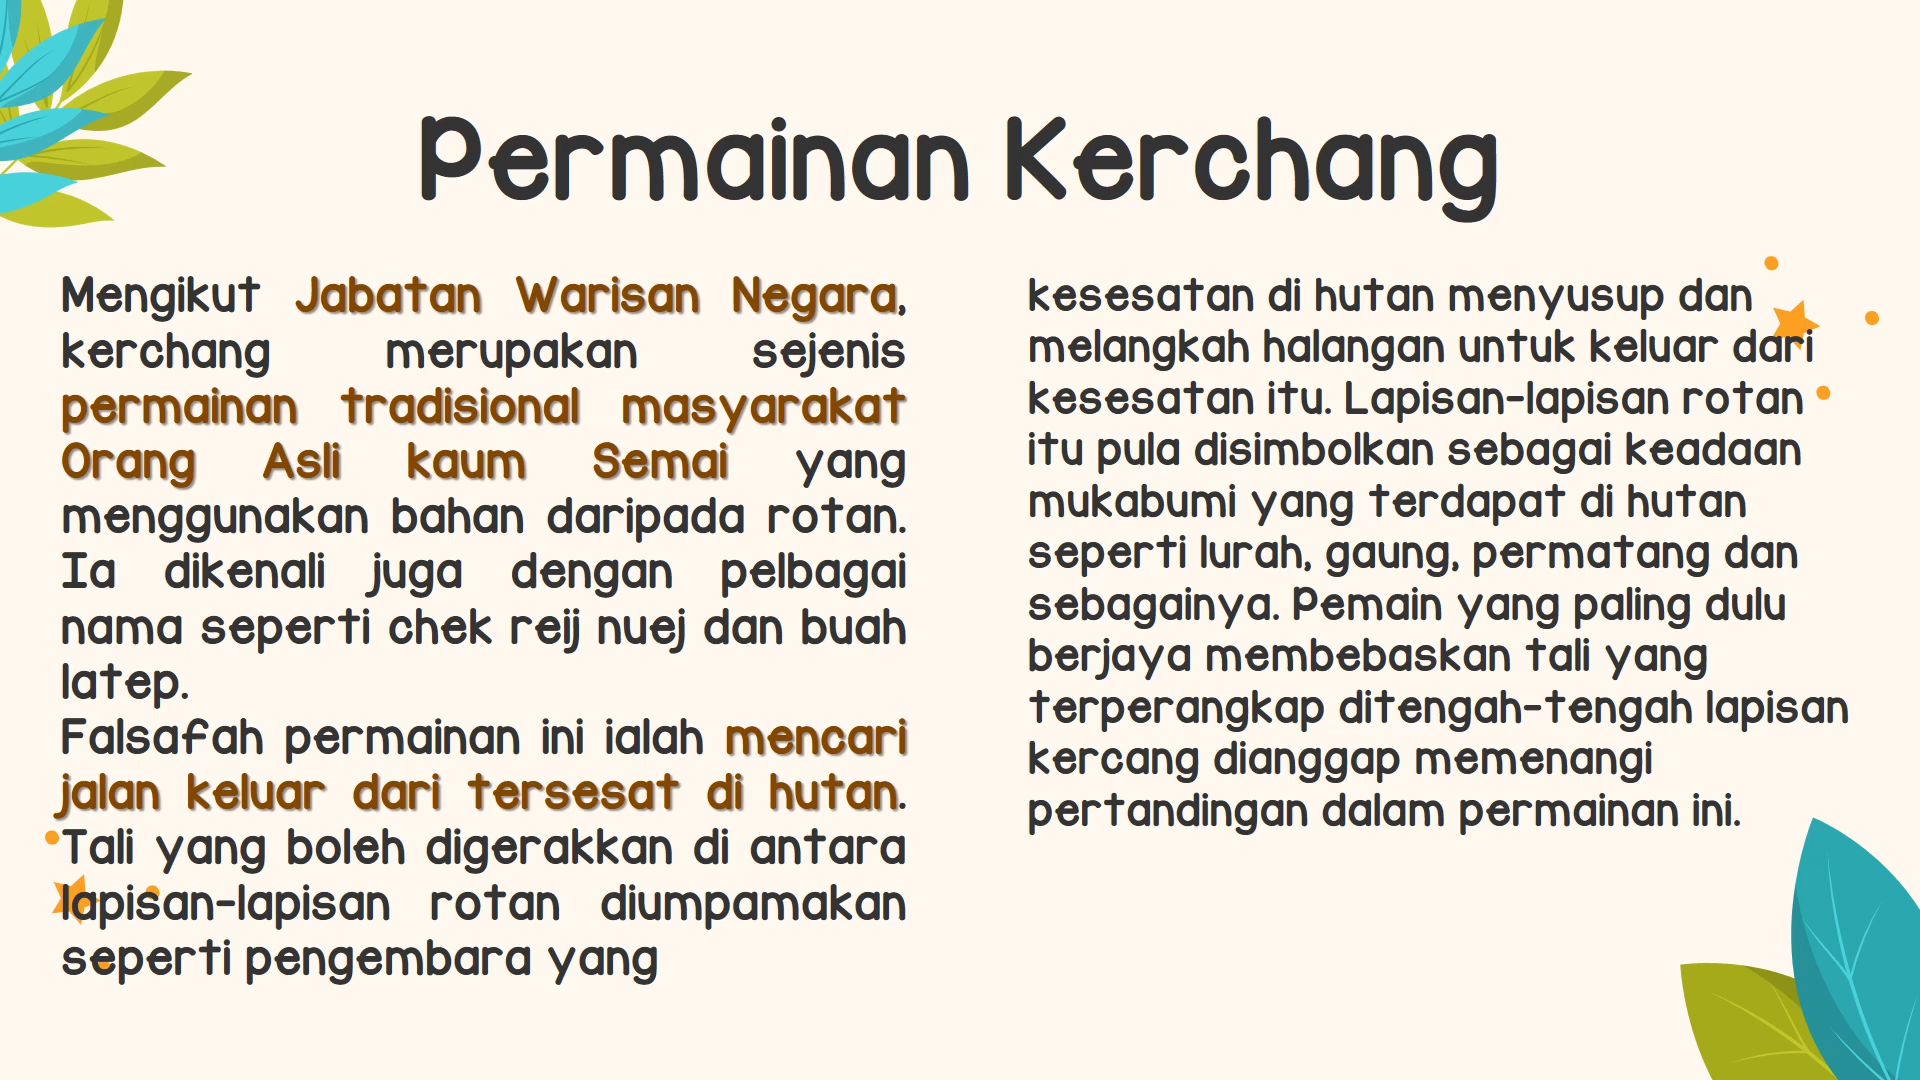 Permainan Kerchang
Mengikut Jabatan Warisan Negara,
kerchang merupakan sejenis
permainan tradisional masyarakat
Orang Asli kaum Semai yang
menggunakan bahan daripada rotan.
Ia dikenali juga dengan pelbagai
nama seperti chek reij nuej dan buah
latep.
Falsafah permainan ini ialah mencari
jalan keluar dari tersesat di hutan.
Tali yang boleh digerakkan di antara
lapisan-lapisan rotan diumpamakan
seperti pengembara yang
kesesatan di hutan menyusup dan
melangkah halangan untuk keluar dari
kesesatan itu. Lapisan-lapisan rotan
itu pula disimbolkan sebagai keadaan
mukabumi yang terdapat di hutan
seperti lurah, gaung, permatang dan
sebagainya. Pemain yang paling dulu
berjaya membebaskan tali yang
terperangkap ditengah-tengah lapisan
kercang dianggap memenangi
pertandingan dalam permainan ini.